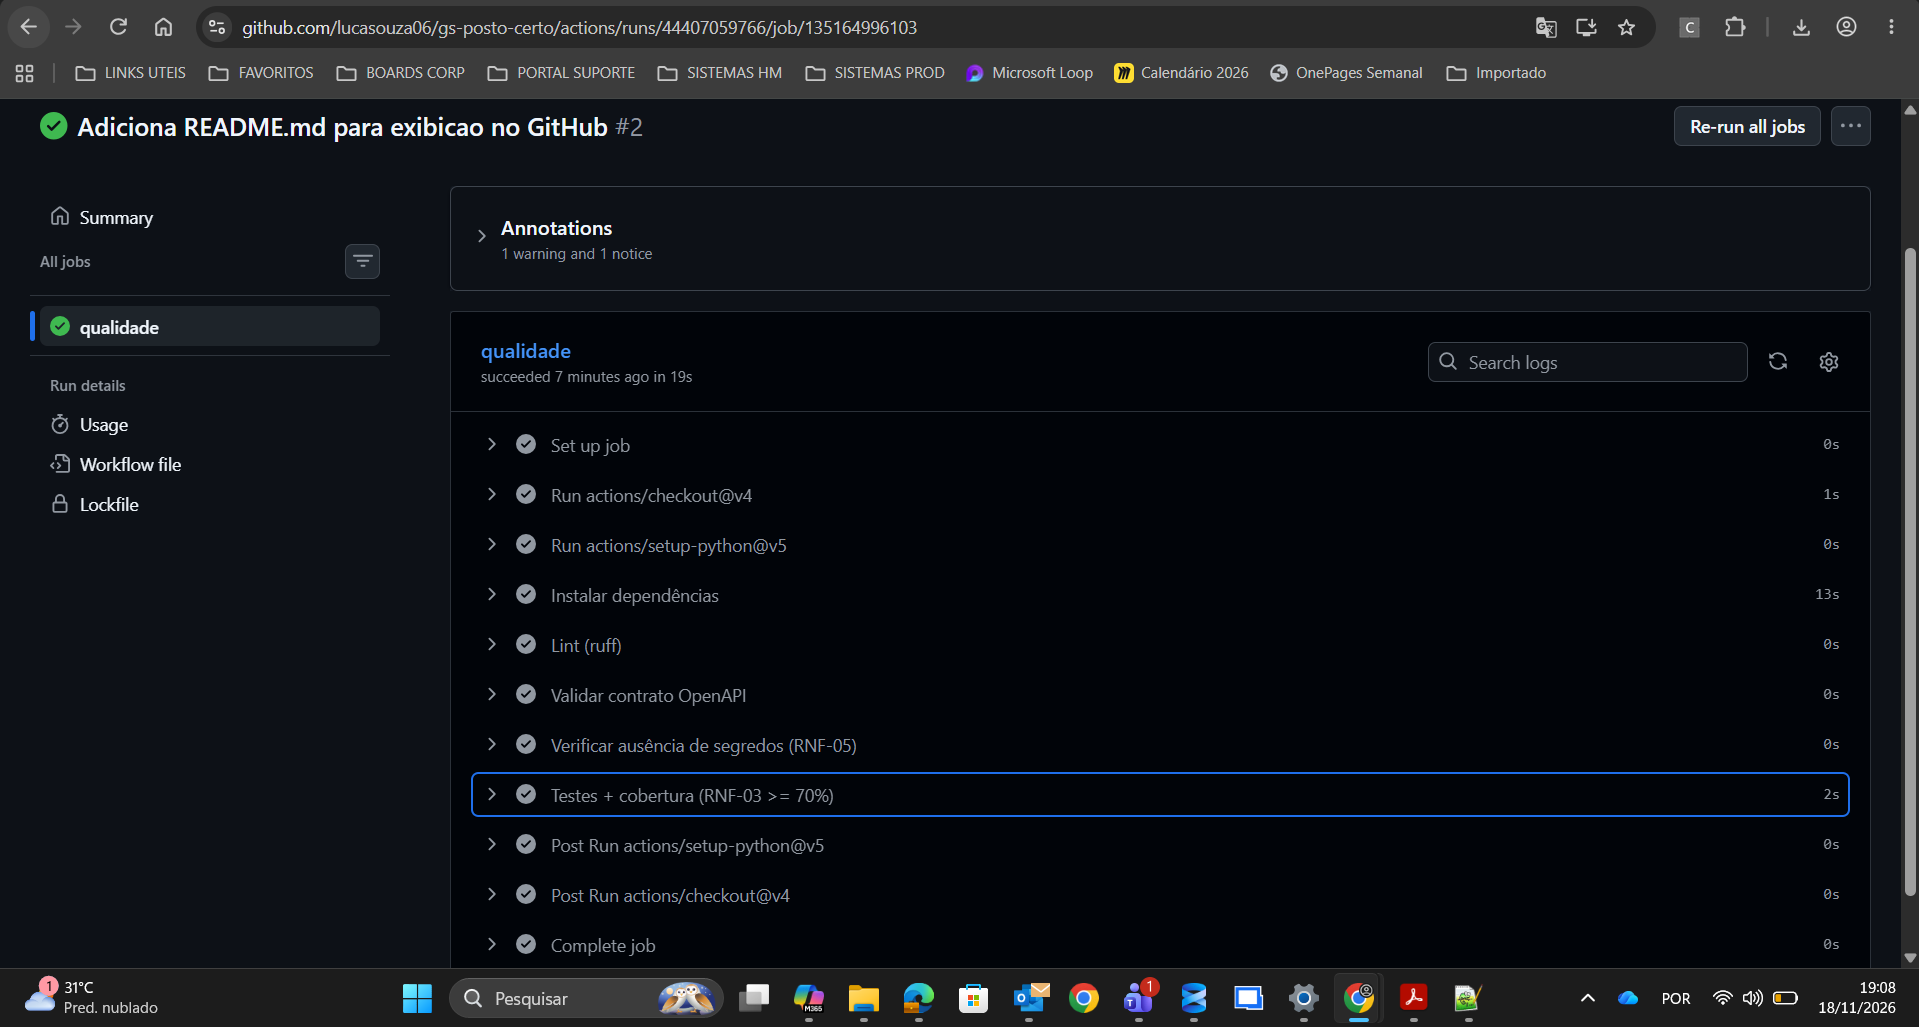 github.com/lucasouza06/gs-posto-certo/actions/runs/44407059766/job/135164996103
C
LINKS UTEIS
FAVORITOS
BOARDS CORP
PORTAL SUPORTE
SISTEMAS HM
SISTEMAS PROD
Microsoft Loop
Calendário 2026
OnePages Semanal
Importado
Adiciona README.md para exibicao no GitHub #2
Re-run all jobs
Summary
All jobs
qualidade
Run details
Usage
Workflow file
Lockfile
Annotations
1 warning and 1 notice
qualidade
succeeded 7 minutes ago in 19s
Search logs
Set up job 0s
Run actions/checkout@v4 1s
Run actions/setup-python@v5 0s
Instalar dependências 13s
Lint (ruff) 0s
Validar contrato OpenAPI 0s
Verificar ausência de segredos (RNF-05) 0s
Testes + cobertura (RNF-03 >= 70%) 2s
Post Run actions/setup-python@v5 0s
Post Run actions/checkout@v4 0s
Complete job 0s
1
31°C
Pred. nublado
Pesquisar
M365
1
POR
19:08
18/11/2026